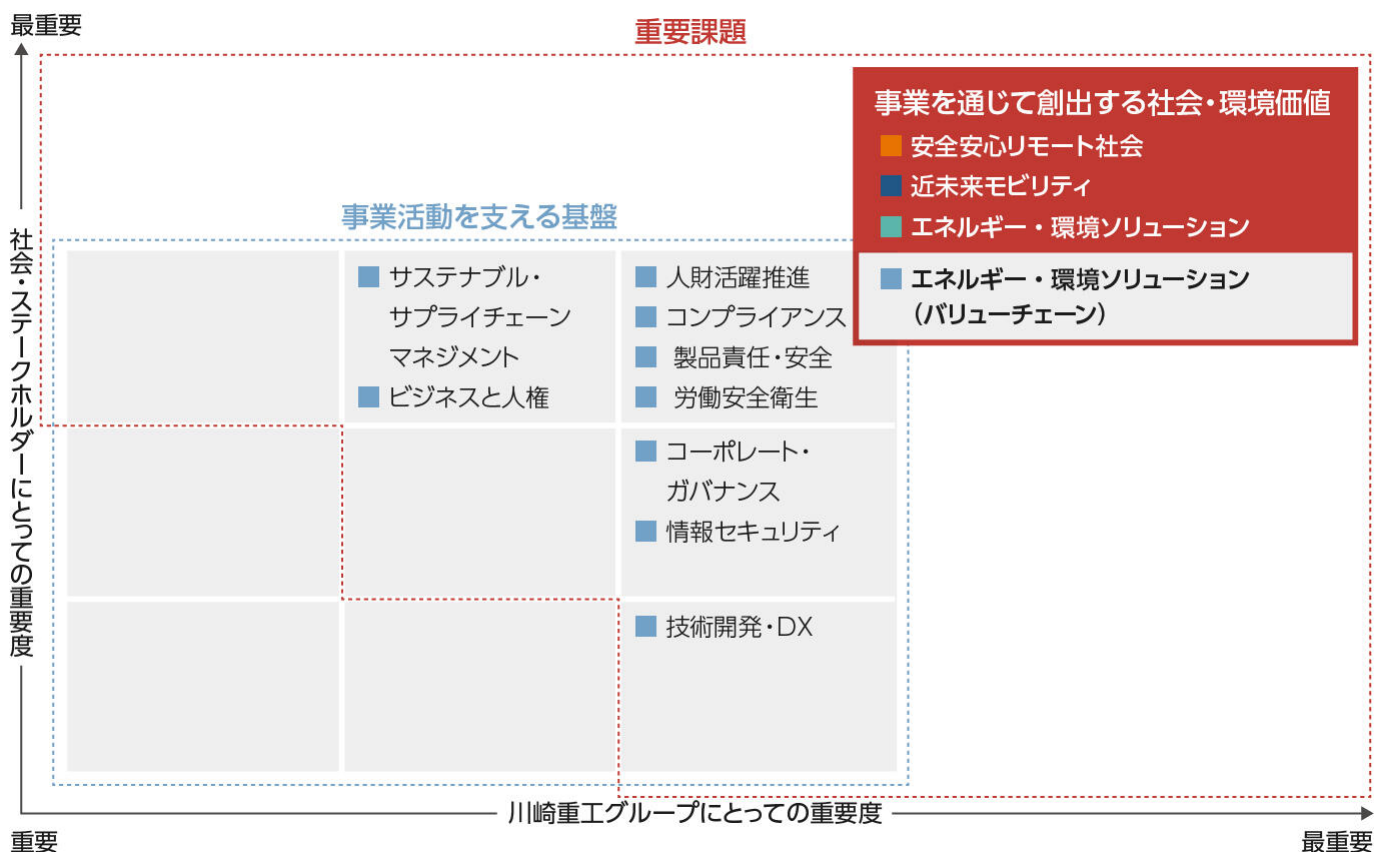 最重要
重要課題
事業を通じて創出する社会・環境価値
安全安心リモート社会
近未来モビリティ
エネルギー・環境ソリューション
エネルギー・環境ソリューション
（バリューチェーン）
事業活動を支える基盤
サステナブル・
サプライチェーン
マネジメント
ビジネスと人権
人財活躍推進
コンプライアンス
製品責任・安全
労働安全衛生
コーポレート・
ガバナンス
情報セキュリティ
技術開発・DX
社会・ステークホルダーにとっての重要度
川崎重工グループにとっての重要度
重要
最重要